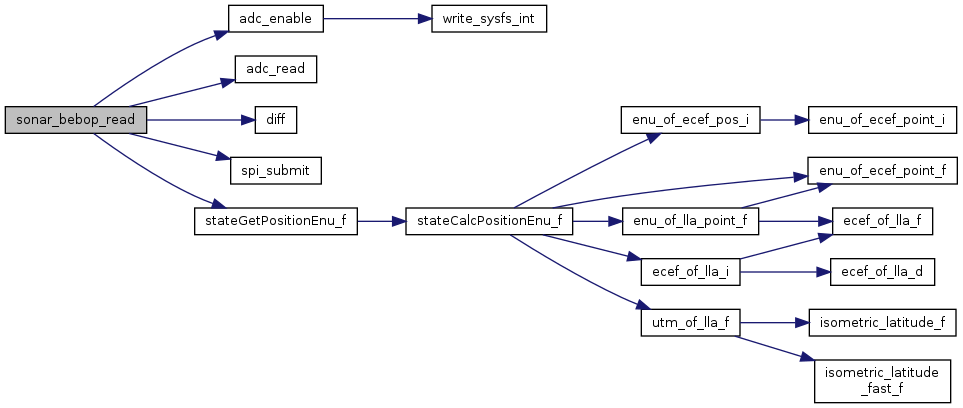 adc_enable
write_sysfs_int
adc_read
sonar_bebop_read
diff
enu_of_ecef_pos_i
enu_of_ecef_point_i
spi_submit
enu_of_ecef_point_f
stateGetPositionEnu_f
stateCalcPositionEnu_f
enu_of_lla_point_f
ecef_of_lla_f
ecef_of_lla_i
ecef_of_lla_d
utm_of_lla_f
isometric_latitude_f
isometric_latitude
_fast_f